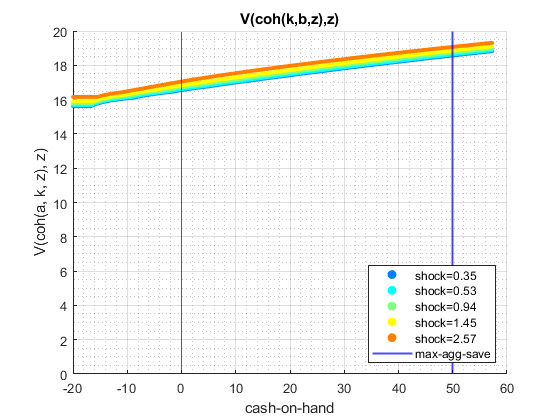 V(coh(k,b,z),z)
20
18
16
14
12
10
8
6
4
2
0
V(coh(a, k, z), z)
shock=0.35
shock=0.53
shock=0.94
shock=1.45
shock=2.57
max-agg-save
-20 -10 0 10 20 30 40 50 60
cash-on-hand